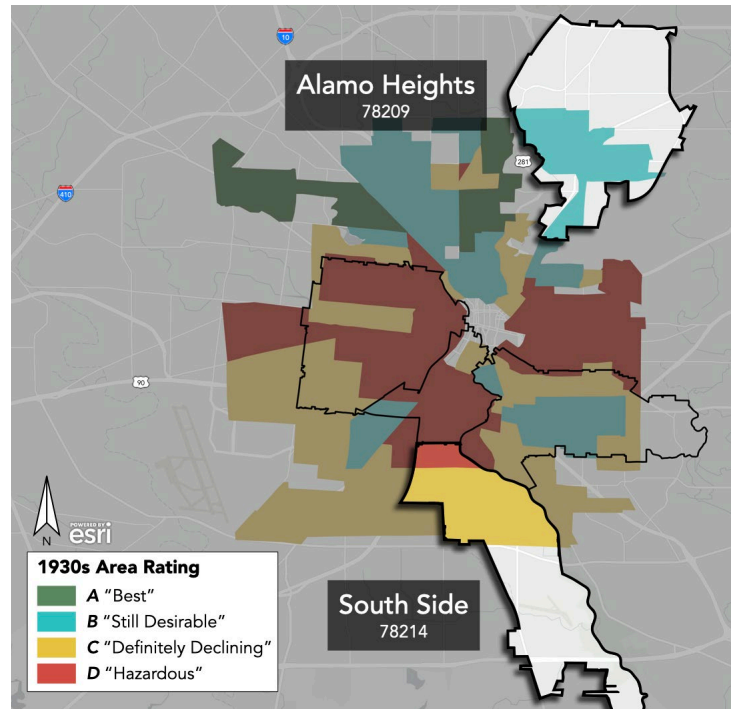 10
Alamo Heights
78209
281
410
90
N
POWERED BY
esri
1930s Area Rating
A “Best”
B “Still Desirable”
C “Definitely Declining”
D “Hazardous”
South Side
78214